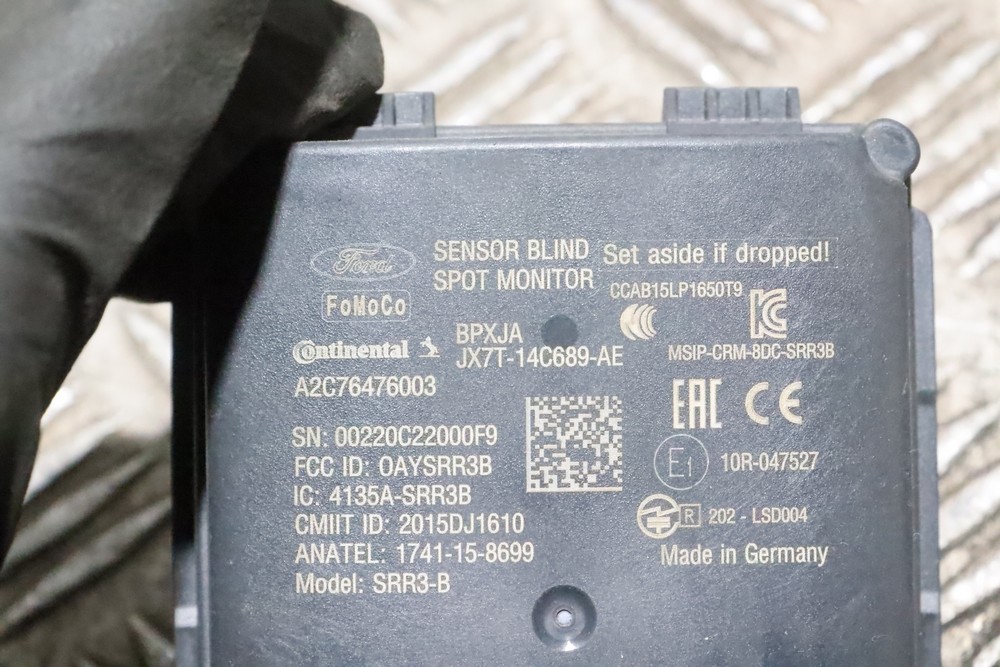 Ford
SENSOR BLIND
SPOT MONITOR
Set aside if dropped!
FoMoCo
CCAB15LP1650T9
BPXJA
JX7T-14C689-AE
MSIP-CRM-8DC-SRR3B
Continental
A2C76476003
EAC CE
SN: 00220C22000F9
FCC ID: OAYSRR3B
E1 10R-047527
IC: 4135A-SRR3B
CMIIT ID: 2015DJ1610
R 202 - LSD004
ANATEL: 1741-15-8699
Made in Germany
Model: SRR3-B